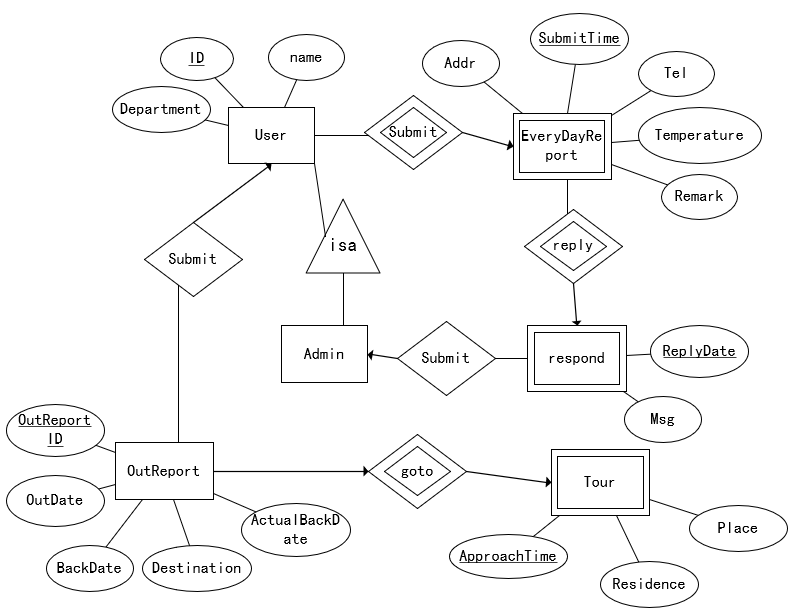 SubmitTime
ID
name
Addr
Tel
Department
User
Submit
EveryDayRe
port
Temperature
Remark
isa
Submit
reply
Admin
Submit
respond
ReplyDate
Msg
OutReport
ID
OutReport
goto
Tour
OutDate
ActualBackD
ate
Place
BackDate
Destination
ApproachTime
Residence